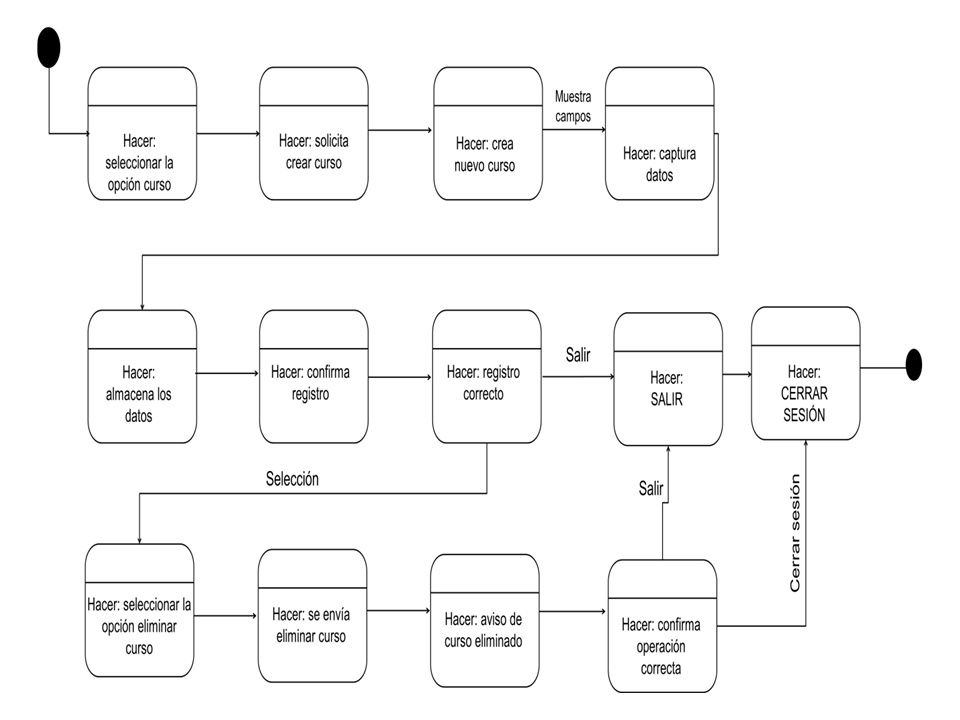 Hacer:
seleccionar la
opción curso
Hacer: solicita
crear curso
Hacer: crea
nuevo curso
Muestra
campos
Hacer: captura
datos
Hacer:
almacena los
datos
Hacer: confirma
registro
Hacer: registro
correcto
Salir
Hacer:
SALIR
Hacer:
CERRAR
SESIÓN
Selección
Salir
Cerrar sesión
Hacer: seleccionar la
opción eliminar
curso
Hacer: se envía
eliminar curso
Hacer: aviso de
curso eliminado
Hacer: confirma
operación
correcta